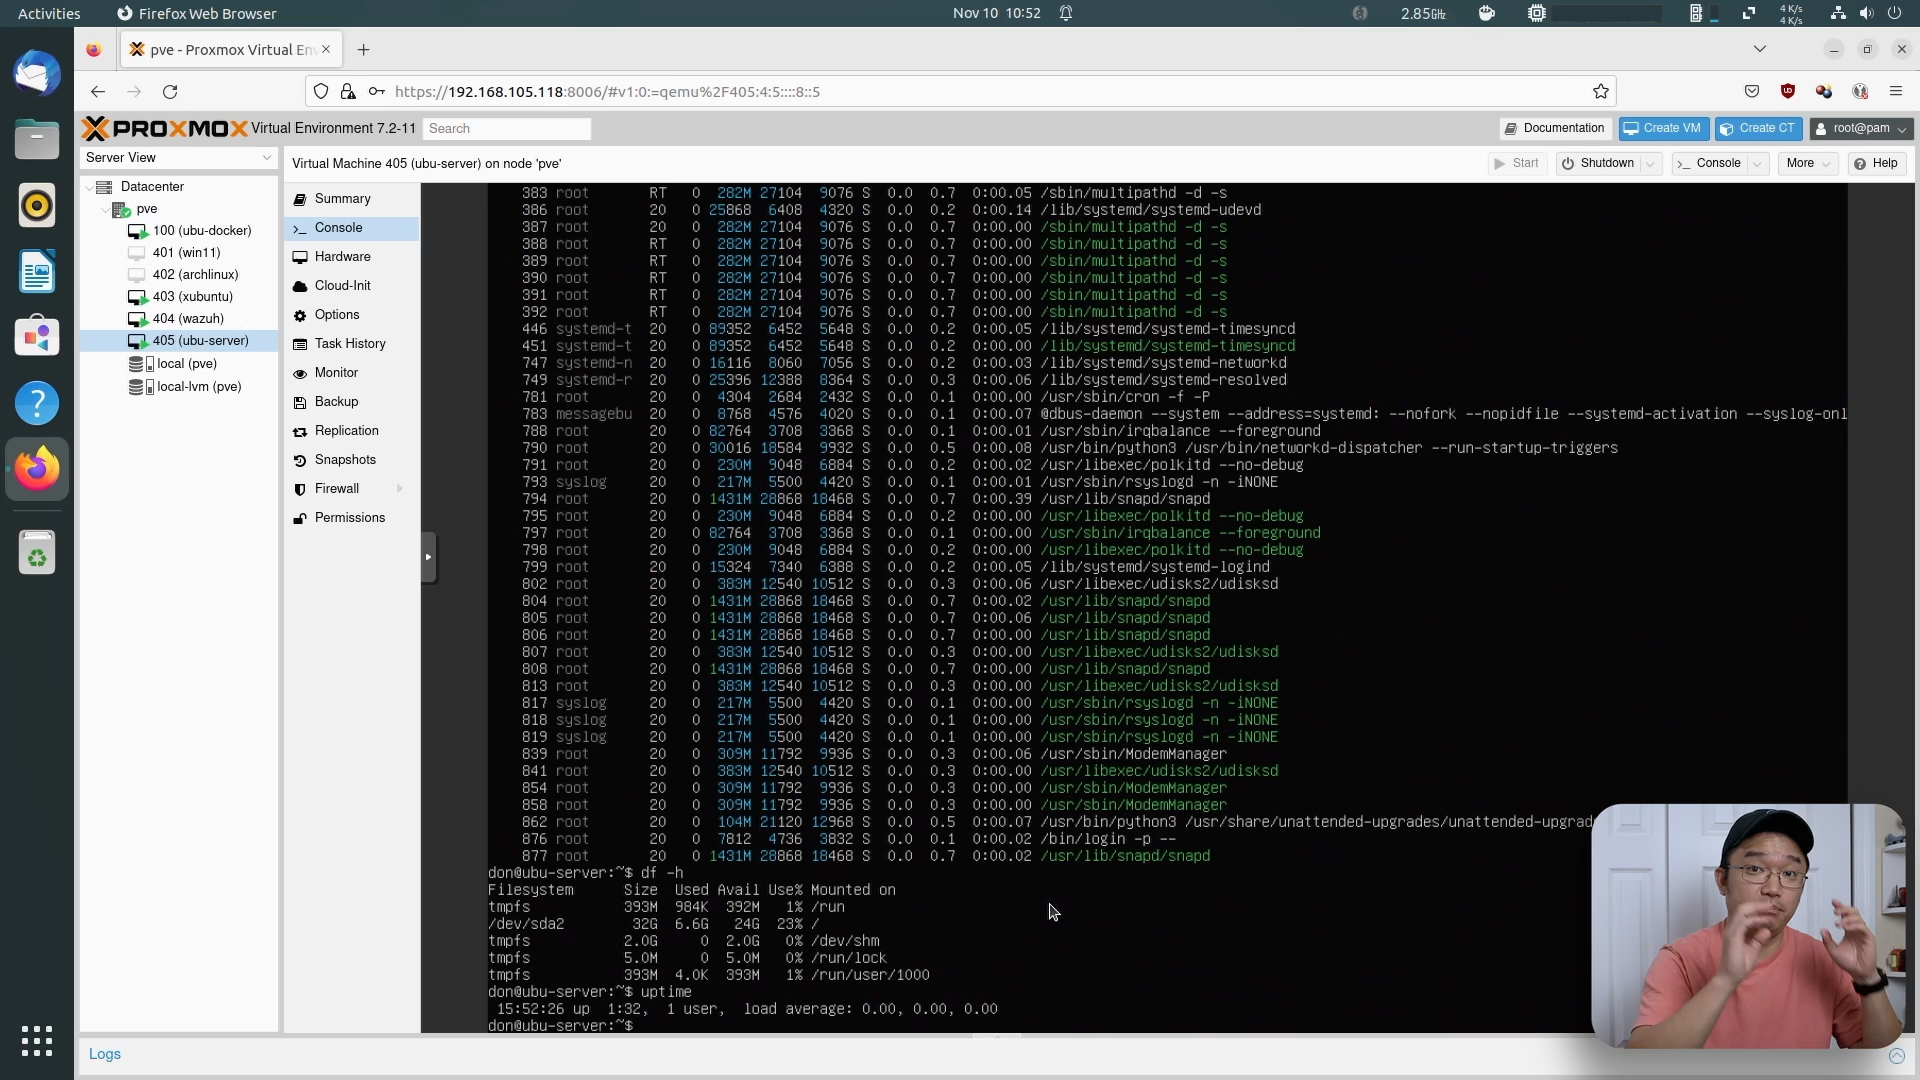 Activities
Firefox Web Browser
Nov 10 10:52
2.85GHz
4 K/s
4 K/s
pve - Proxmox Virtual En
https://192.168.105.118:8006/#v1:0:=qemu%2F405:4:5::::8::5
PROXMOX Virtual Environment 7.2-11
Search
Documentation
Create VM
Create CT
root@pam
Server View
Virtual Machine 405 (ubu-server) on node 'pve'
Start
Shutdown
Console
More
Help
Datacenter
pve
100 (ubu-docker)
401 (win11)
402 (archlinux)
403 (xubuntu)
404 (wazuh)
405 (ubu-server)
local (pve)
local-lvm (pve)
Summary
Console
Hardware
Cloud-Init
Options
Task History
Monitor
Backup
Replication
Snapshots
Firewall
Permissions
383 root RT 0 282M 27104 9076 S 0.0 0.7 0:00.05 /sbin/multipathd -d -s
386 root 20 0 25868 6408 4320 S 0.0 0.2 0:00.14 /lib/systemd/systemd-udevd
387 root 20 0 282M 27104 9076 S 0.0 0.7 0:00.00 /sbin/multipathd -d -s
388 root RT 0 282M 27104 9076 S 0.0 0.7 0:00.00 /sbin/multipathd -d -s
389 root RT 0 282M 27104 9076 S 0.0 0.7 0:00.00 /sbin/multipathd -d -s
390 root RT 0 282M 27104 9076 S 0.0 0.7 0:00.00 /sbin/multipathd -d -s
391 root RT 0 282M 27104 9076 S 0.0 0.7 0:00.00 /sbin/multipathd -d -s
392 root RT 0 282M 27104 9076 S 0.0 0.7 0:00.00 /sbin/multipathd -d -s
446 systemd-t 20 0 89352 6452 5648 S 0.0 0.2 0:00.05 /lib/systemd/systemd-timesyncd
451 systemd-t 20 0 89352 6452 5648 S 0.0 0.2 0:00.00 /lib/systemd/systemd-timesyncd
747 systemd-n 20 0 16116 8060 7056 S 0.0 0.2 0:00.03 /lib/systemd/systemd-networkd
749 systemd-r 20 0 25396 12388 8364 S 0.0 0.3 0:00.06 /lib/systemd/systemd-resolved
781 root 20 0 4304 2684 2432 S 0.0 0.1 0:00.00 /usr/sbin/cron -f -P
783 messagebu 20 0 8768 4576 4020 S 0.0 0.1 0:00.07 @dbus-daemon --system --address=systemd: --nofork --nopidfile --systemd-activation --syslog-onl
788 root 20 0 82764 3708 3368 S 0.0 0.1 0:00.01 /usr/sbin/irqbalance --foreground
790 root 20 0 30016 18584 9932 S 0.0 0.5 0:00.08 /usr/bin/python3 /usr/bin/networkd-dispatcher --run-startup-triggers
791 root 20 0 230M 9048 6884 S 0.0 0.2 0:00.02 /usr/libexec/polkitd --no-debug
793 syslog 20 0 217M 5500 4420 S 0.0 0.1 0:00.01 /usr/sbin/rsyslogd -n -iNONE
794 root 20 0 1431M 28868 18468 S 0.0 0.7 0:00.39 /usr/lib/snapd/snapd
795 root 20 0 230M 9048 6884 S 0.0 0.2 0:00.00 /usr/libexec/polkitd --no-debug
797 root 20 0 82764 3708 3368 S 0.0 0.1 0:00.00 /usr/sbin/irqbalance --foreground
798 root 20 0 230M 9048 6884 S 0.0 0.2 0:00.00 /usr/libexec/polkitd --no-debug
799 root 20 0 15324 7340 6388 S 0.0 0.2 0:00.05 /lib/systemd/systemd-logind
802 root 20 0 383M 12540 10512 S 0.0 0.3 0:00.06 /usr/libexec/udisks2/udisksd
804 root 20 0 1431M 28868 18468 S 0.0 0.7 0:00.02 /usr/lib/snapd/snapd
805 root 20 0 1431M 28868 18468 S 0.0 0.7 0:00.06 /usr/lib/snapd/snapd
806 root 20 0 1431M 28868 18468 S 0.0 0.7 0:00.00 /usr/lib/snapd/snapd
807 root 20 0 383M 12540 10512 S 0.0 0.3 0:00.00 /usr/libexec/udisks2/udisksd
808 root 20 0 1431M 28868 18468 S 0.0 0.7 0:00.00 /usr/lib/snapd/snapd
813 root 20 0 383M 12540 10512 S 0.0 0.3 0:00.00 /usr/libexec/udisks2/udisksd
817 syslog 20 0 217M 5500 4420 S 0.0 0.1 0:00.00 /usr/sbin/rsyslogd -n -iNONE
818 syslog 20 0 217M 5500 4420 S 0.0 0.1 0:00.00 /usr/sbin/rsyslogd -n -iNONE
819 syslog 20 0 217M 5500 4420 S 0.0 0.1 0:00.00 /usr/sbin/rsyslogd -n -iNONE
839 root 20 0 309M 11792 9936 S 0.0 0.3 0:00.06 /usr/sbin/ModemManager
841 root 20 0 383M 12540 10512 S 0.0 0.3 0:00.00 /usr/libexec/udisks2/udisksd
854 root 20 0 309M 11792 9936 S 0.0 0.3 0:00.00 /usr/sbin/ModemManager
858 root 20 0 309M 11792 9936 S 0.0 0.3 0:00.00 /usr/sbin/ModemManager
862 root 20 0 104M 21120 12968 S 0.0 0.5 0:00.07 /usr/bin/python3 /usr/share/unattended-upgrades/unattended-upgrad
876 root 20 0 7812 4736 3832 S 0.0 0.1 0:00.02 /bin/login -p --
877 root 20 0 1431M 28868 18468 S 0.0 0.7 0:00.02 /usr/lib/snapd/snapd
don@ubu-server:~$ df -h
Filesystem Size Used Avail Use% Mounted on
tmpfs 393M 984K 392M 1% /run
/dev/sda2 32G 6.6G 24G 23% /
tmpfs 2.0G 0 2.0G 0% /dev/shm
tmpfs 5.0M 0 5.0M 0% /run/lock
tmpfs 393M 4.0K 393M 1% /run/user/1000
don@ubu-server:~$ uptime
15:52:26 up 1:32, 1 user, load average: 0.00, 0.00, 0.00
don@ubu-server:~$
Logs